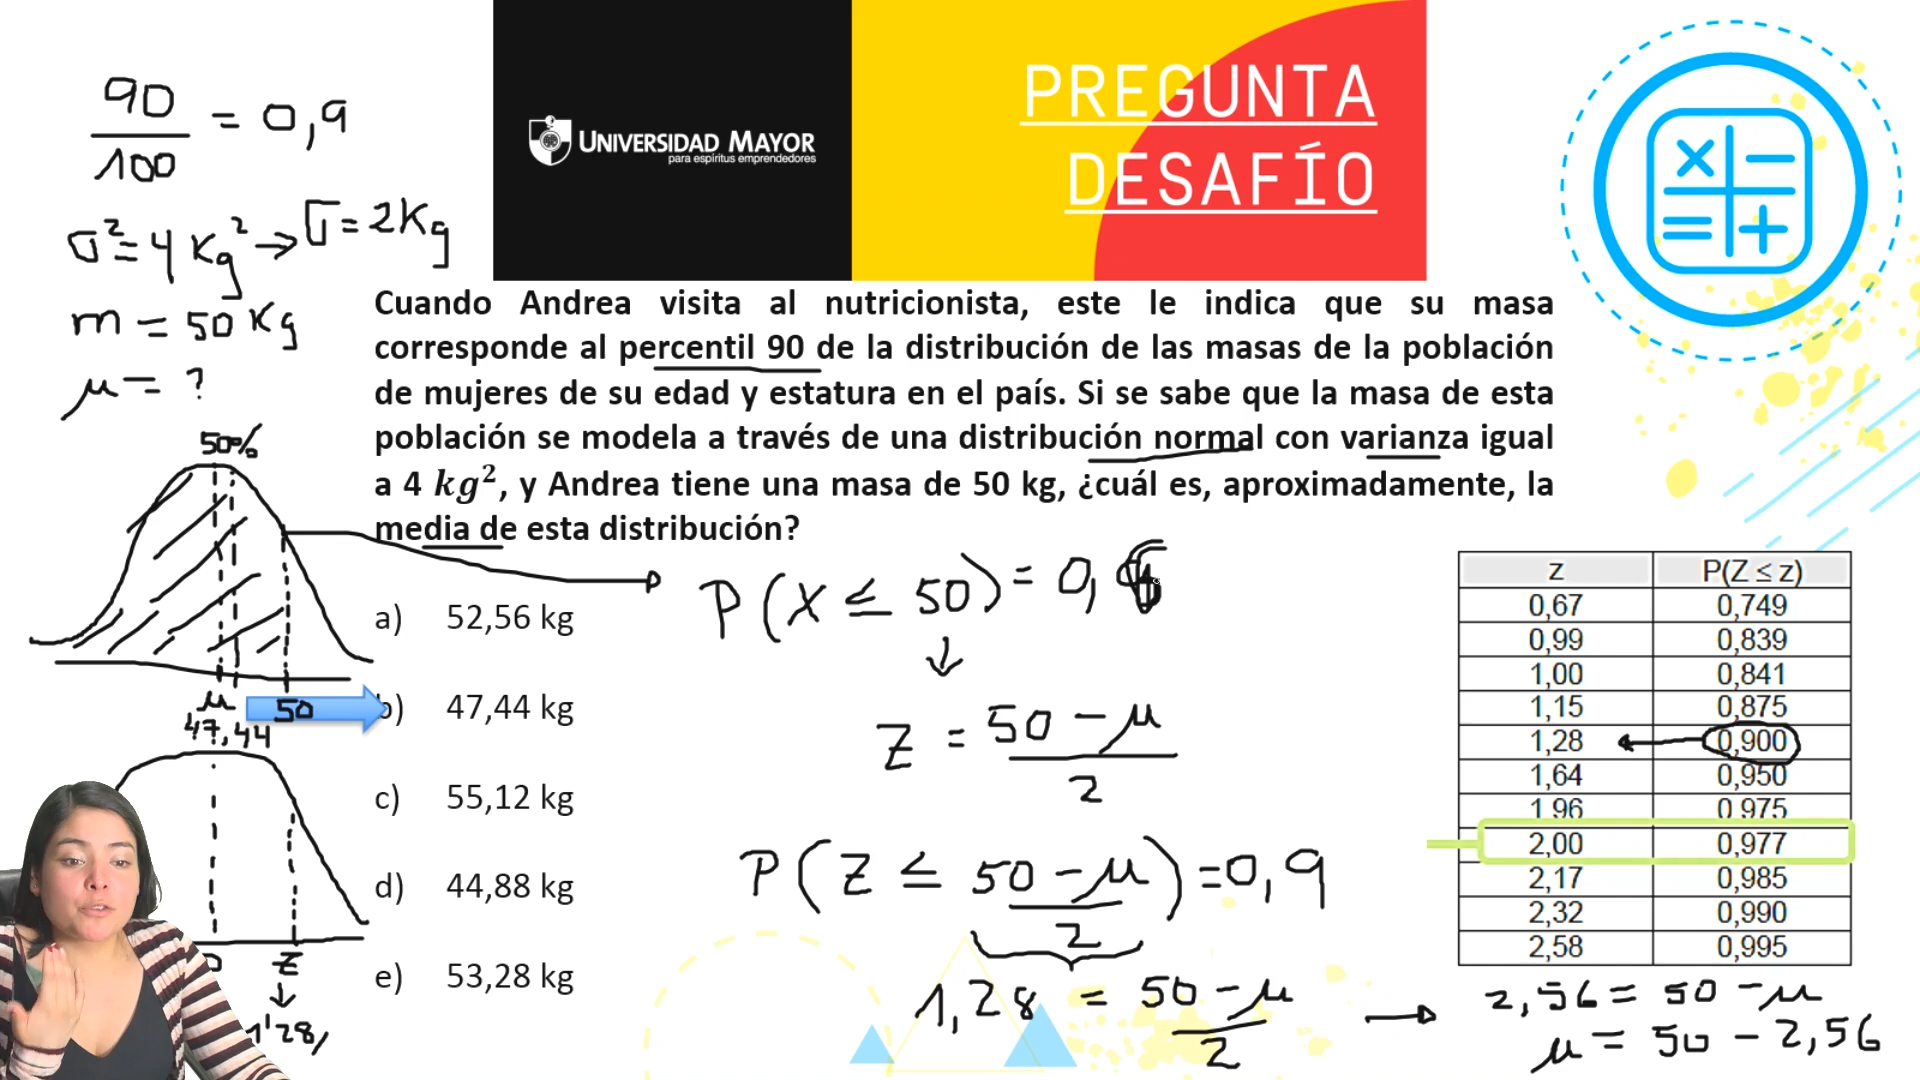 90
100
= 0,9
σ²=4Kg² → σ=2Kg
m = 50 Kg
μ = ?
UNIVERSIDAD MAYOR
para espíritus emprendedores
PREGUNTA
DESAFÍO
Cuando Andrea visita al nutricionista, este le indica que su masa
corresponde al percentil 90 de la distribución de las masas de la población
de mujeres de su edad y estatura en el país. Si se sabe que la masa de esta
población se modela a través de una distribución normal con varianza igual
a 4 kg², y Andrea tiene una masa de 50 kg, ¿cuál es, aproximadamente, la
media de esta distribución?
50%
μ
50
47,44
0
Z
↓
1'28
a) 52,56 kg
b) 47,44 kg
c) 55,12 kg
d) 44,88 kg
e) 53,28 kg
P(X ≤ 50) = 0,
↓
Z = 50 - μ
2
P(Z ≤ 50 - μ) = 0,9
2
1,28 = 50 - μ
2
→
z P(Z ≤ z)
0,67 0,749
0,99 0,839
1,00 0,841
1,15 0,875
1,28 0,900
1,64 0,950
1,96 0,975
2,00 0,977
2,17 0,985
2,32 0,990
2,58 0,995
2,56 = 50 - μ
μ = 50 - 2,56